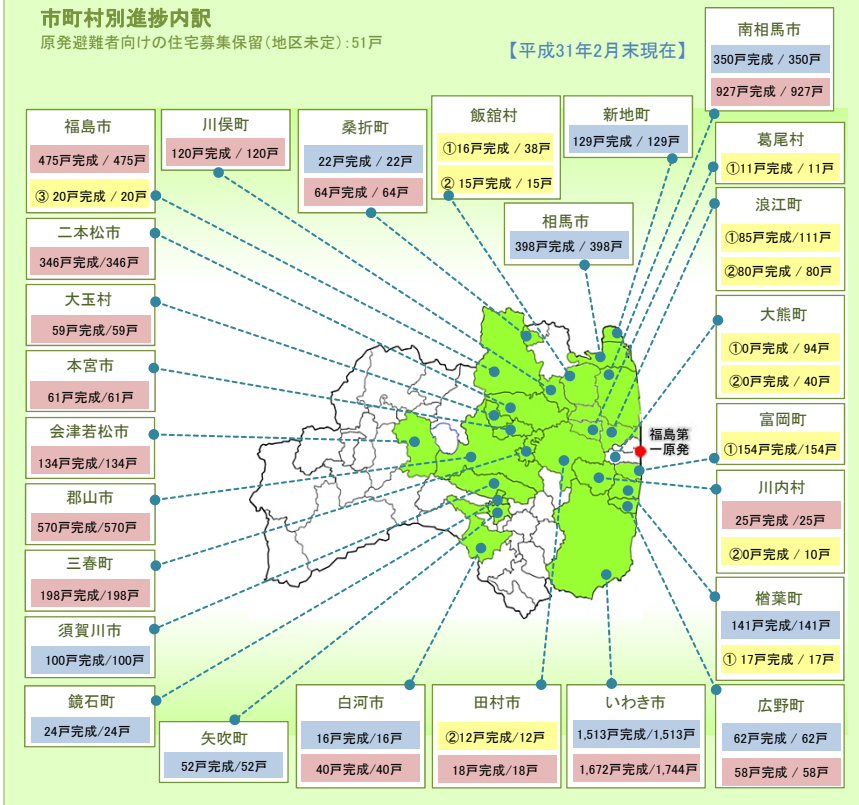 市町村別進捗内訳
原発避難者向けの住宅募集保留(地区未定):51戸
【平成31年2月末現在】
南相馬市
350戸完成 / 350戸
927戸完成 / 927戸
福島市
475戸完成 / 475戸
③ 20戸完成 / 20戸
川俣町
120戸完成 / 120戸
桑折町
22戸完成 / 22戸
64戸完成 / 64戸
飯舘村
①16戸完成 / 38戸
② 15戸完成 / 15戸
新地町
129戸完成 / 129戸
葛尾村
①11戸完成 / 11戸
相馬市
398戸完成 / 398戸
浪江町
①85戸完成/111戸
②80戸完成 / 80戸
二本松市
346戸完成/346戸
大玉村
59戸完成/59戸
大熊町
①0戸完成 / 94戸
②0戸完成 / 40戸
本宮市
61戸完成/61戸
会津若松市
134戸完成/134戸
福島第
一原発
富岡町
①154戸完成/154戸
郡山市
570戸完成/570戸
川内村
25戸完成 /25戸
②0戸完成 / 10戸
三春町
198戸完成/198戸
楢葉町
141戸完成/141戸
① 17戸完成 / 17戸
須賀川市
100戸完成/100戸
鏡石町
24戸完成/24戸
矢吹町
52戸完成/52戸
白河市
16戸完成/16戸
40戸完成/40戸
田村市
②12戸完成/12戸
18戸完成/18戸
いわき市
1,513戸完成/1,513戸
1,672戸完成/1,744戸
広野町
62戸完成 / 62戸
58戸完成 / 58戸